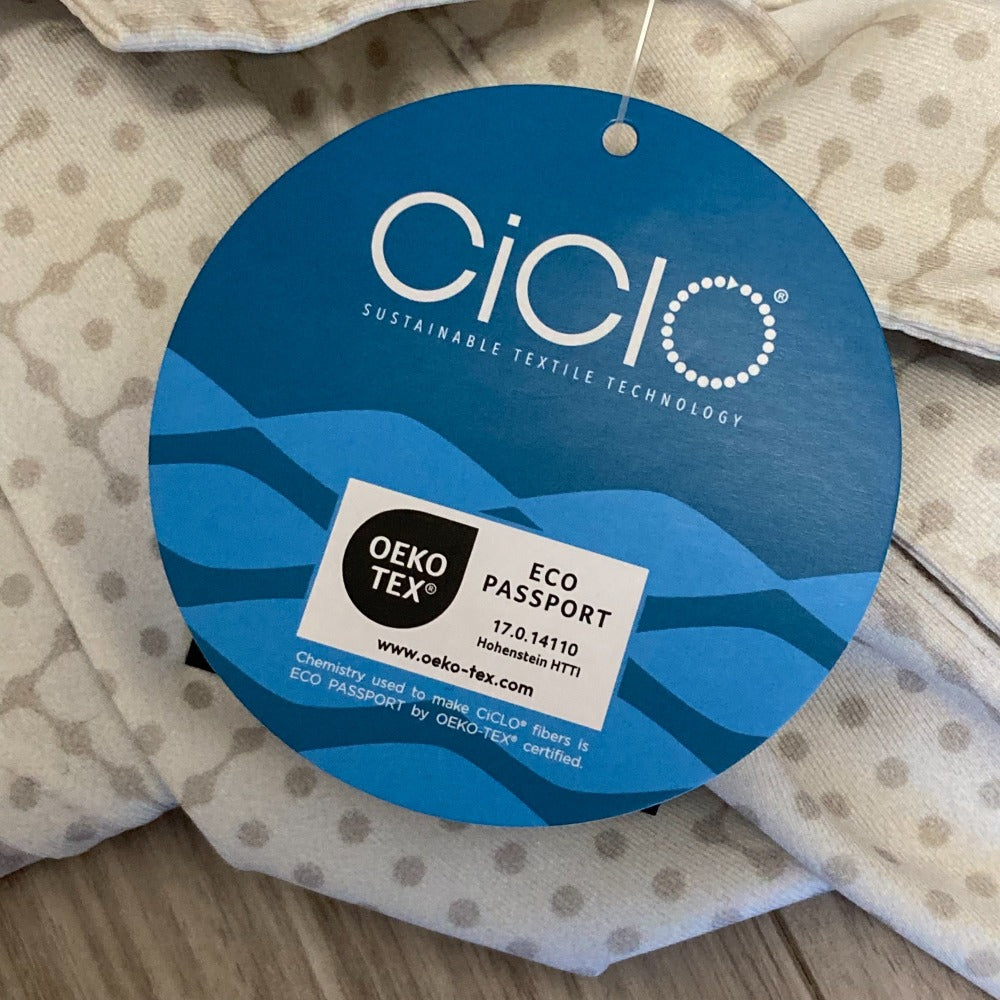 CiCLO®
SUSTAINABLE TEXTILE TECHNOLOGY
OEKO
TEX®
ECO
PASSPORT
17.0.14110
Hohenstein HTTI
www.oeko-tex.com
Chemistry used to make CiCLO® fibers is
ECO PASSPORT by OEKO-TEX® certified.